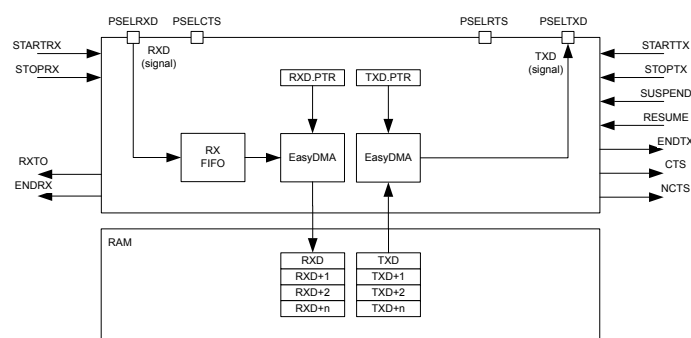 PSELRXD
PSELCTS
PSELRTS
PSELTXD
STARTRX
STOPRX
RXD
(signal)
TXD
(signal)
STARTTX
STOPTX
SUSPEND
RESUME
RXD.PTR
TXD.PTR
RX
FIFO
EasyDMA
EasyDMA
ENDTX
CTS
NCTS
RXTO
ENDRX
RAM
RXD
RXD+1
RXD+2
RXD+n
TXD
TXD+1
TXD+2
TXD+n